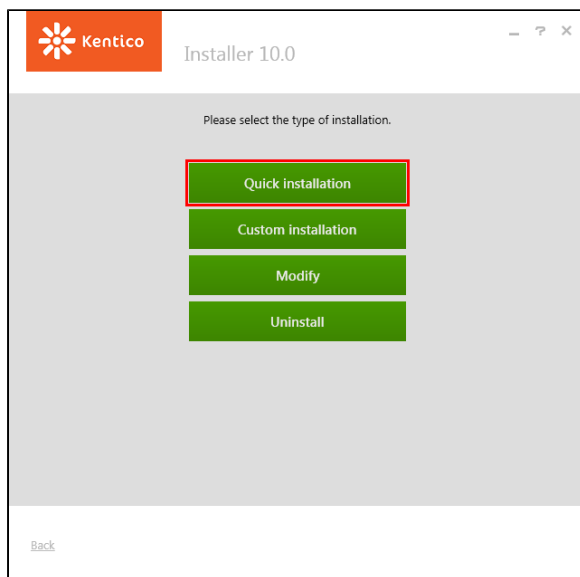 Kentico
Installer 10.0
Please select the type of installation.
Quick installation
Custom installation
Modify
Uninstall
Back